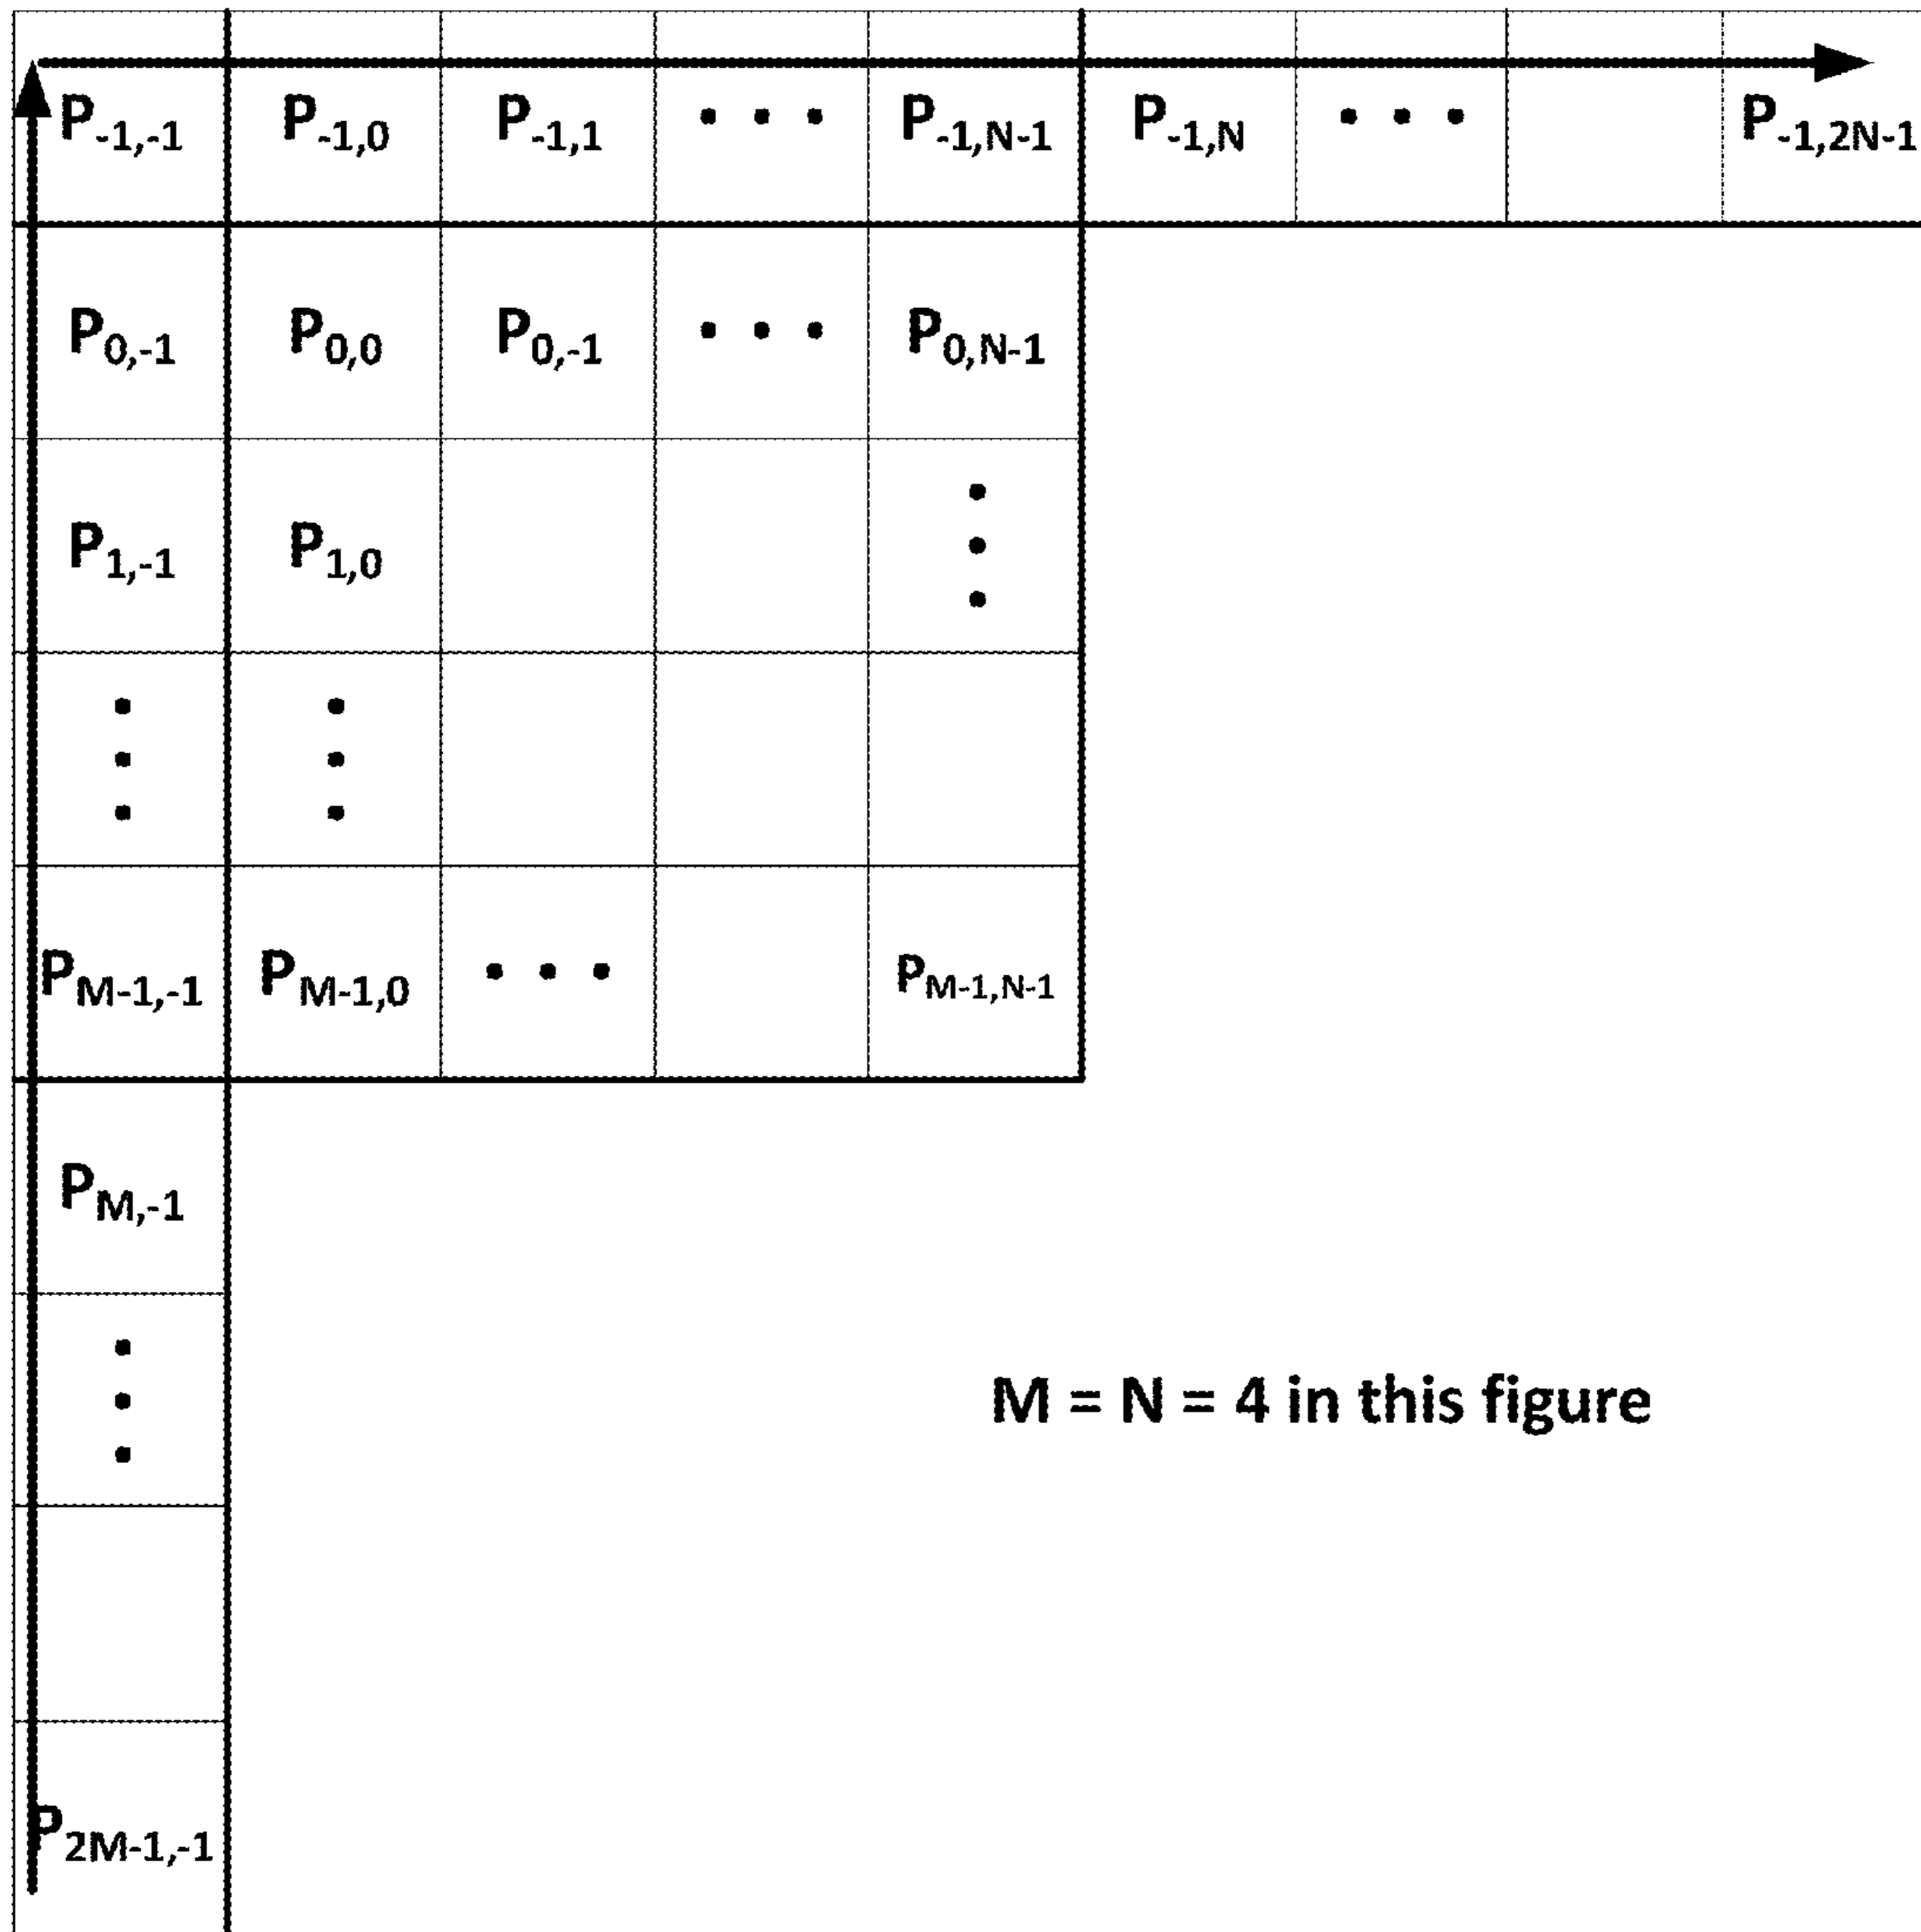 P-1,-1 P-1,0 P-1,1 • • • P-1,N-1 P-1,N • • • P-1,2N-1
P0,-1 P0,0 P0,-1 • • • P0,N-1
P1,-1 P1,0
PM-1,-1 PM-1,0 • • • PM-1,N-1
PM,-1
M = N = 4 in this figure
P2M-1,-1